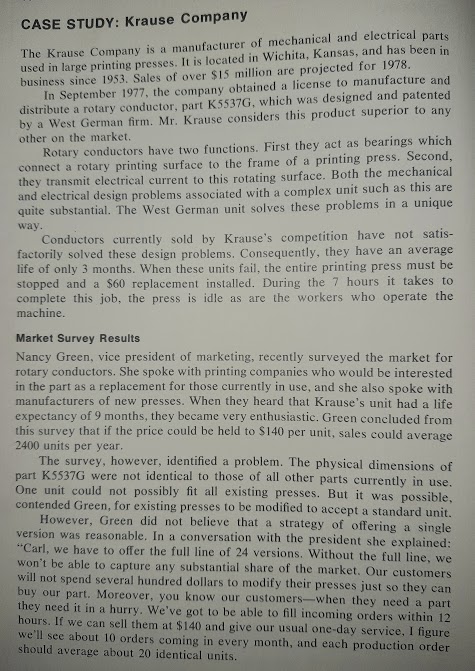 CASE STUDY: Krause Company
The Krause Company is a manufacturer of mechanical and electrical parts
used in large printing presses. It is located in Wichita, Kansas, and has been in
business since 1953. Sales of over $15 million are projected for 1978.
In September 1977, the company obtained a license to manufacture and
distribute a rotary conductor, part K5537G, which was designed and patented
by a West German firm. Mr. Krause considers this product superior to any
other on the market.
Rotary conductors have two functions. First they act as bearings which
connect a rotary printing surface to the frame of a printing press. Second,
they transmit electrical current to this rotating surface. Both the mechanical
and electrical design problems associated with a complex unit such as this are
quite substantial. The West German unit solves these problems in a unique
way.
Conductors currently sold by Krause's competition have not satis-
factorily solved these design problems. Consequently, they have an average
life of only 3 months. When these units fail, the entire printing press must be
stopped and a $60 replacement installed. During the 7 hours it takes to
complete this job, the press is idle as are the workers who operate the
machine.
Market Survey Results
Nancy Green, vice president of marketing, recently surveyed the market for
rotary conductors. She spoke with printing companies who would be interested
in the part as a replacement for those currently in use, and she also spoke with
manufacturers of new presses. When they heard that Krause's unit had a life
expectancy of 9 months, they became very enthusiastic. Green concluded from
this survey that if the price could be held to $140 per unit, sales could average
2400 units per year.
The survey, however, identified a problem. The physical dimensions of
part K5537G were not identical to those of all other parts currently in use.
One unit could not possibly fit all existing presses. But it was possible,
contended Green, for existing presses to be modified to accept a standard unit.
However, Green did not believe that a strategy of offering a single
version was reasonable. In a conversation with the president she explained:
"Carl, we have to offer the full line of 24 versions. Without the full line, we
won't be able to capture any substantial share of the market. Our customers
will not spend several hundred dollars to modify their presses just so they can
buy our part. Moreover, you know our customers—when they need a part
they need it in a hurry. We've got to be able to fill incoming orders within 12
hours. If we can sell them at $140 and give our usual one-day service, I figure
we'll see about 10 orders coming in every month, and each production order
should average about 20 identical units.